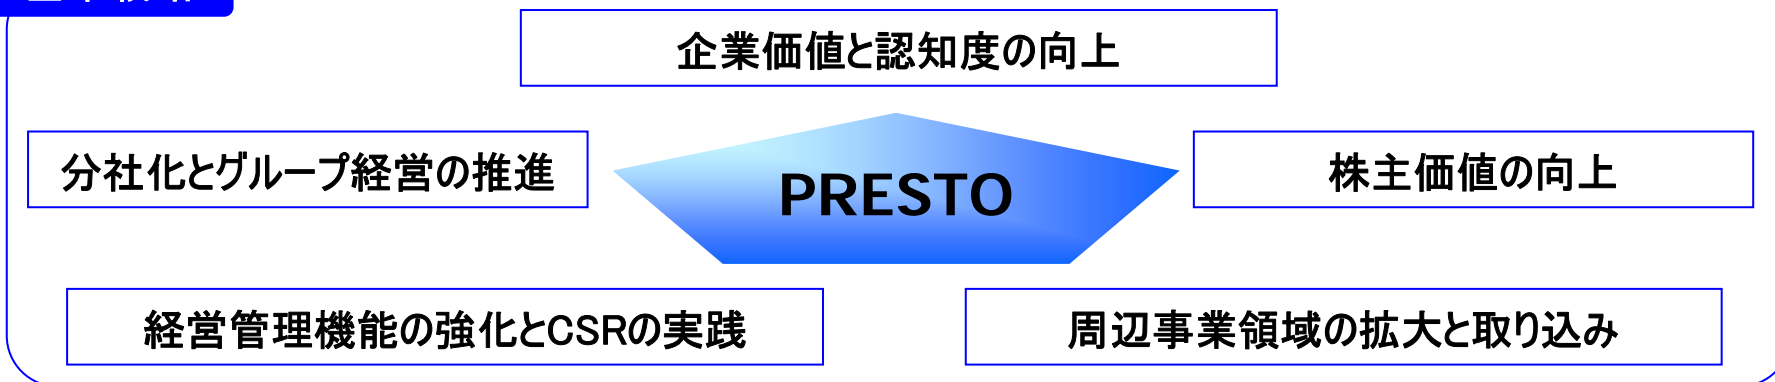 企業価値と認知度の向上
分社化とグループ経営の推進
株主価値の向上
PRESTO
経営管理機能の強化とCSRの実践
周辺事業領域の拡大と取り込み